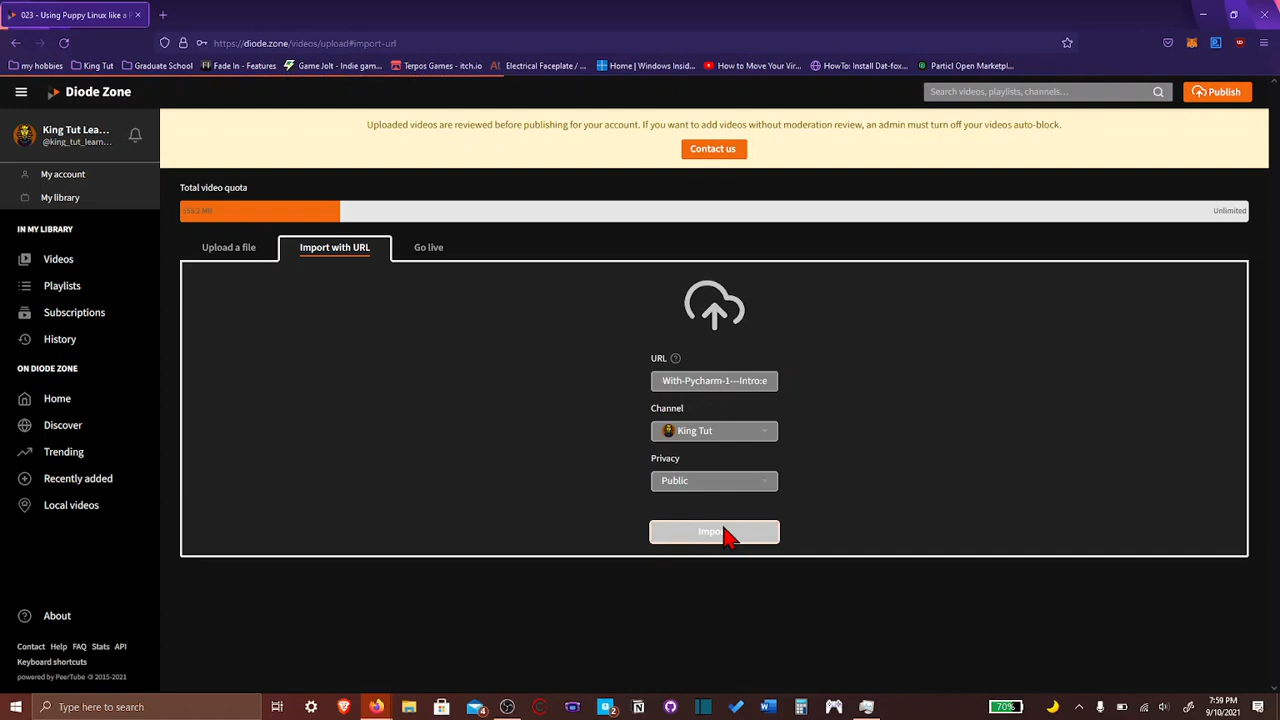 023 - Using Puppy Linux like a P
https://diode.zone/videos/upload#import-url
my hobbies King Tut Graduate School Fade In - Features Game Jolt - Indie gam... Terpos Games - itch.io Electrical Faceplate /... Home | Windows Insid... How to Move Your Vir... HowTo: Install Dat-fox... Particl Open Marketpl...
Diode Zone
Search videos, playlists, channels...
Publish
King Tut Lea...
@king_tut_learn...
Uploaded videos are reviewed before publishing for your account. If you want to add videos without moderation review, an admin must turn off your videos auto-block.
Contact us
My account
My library
IN MY LIBRARY
Videos
Playlists
Subscriptions
History
ON DIODE ZONE
Home
Discover
Trending
Recently added
Local videos
About
Contact Help FAQ Stats API
Keyboard shortcuts
powered by PeerTube © 2015-2021
Total video quota
Unlimited
Upload a file Import with URL Go live
URL
With-Pycharm-1---Intro:e
Channel
King Tut
Privacy
Public
Type here to search
4
2
70%
7:59 PM
9/10/2021